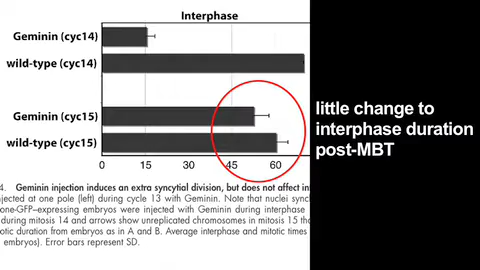 Interphase
Geminin (cyc14)
wild-type (cyc14)
Geminin (cyc15)
wild-type (cyc15)
0 15 45 60
little change to
interphase duration
post-MBT
4. Geminin injection induces an extra syncytial division, but does not affect in
jected at one pole (left) during cycle 13 with Geminin. Note that nuclei synch
one-GFP–expressing embryos were injected with Geminin during interphase
during mitosis 14 and arrows show unreplicated chromosomes in mitosis 15 tha
otic duration from embryos as in A and B. Average interphase and mitotic times
embryos). Error bars represent SD.